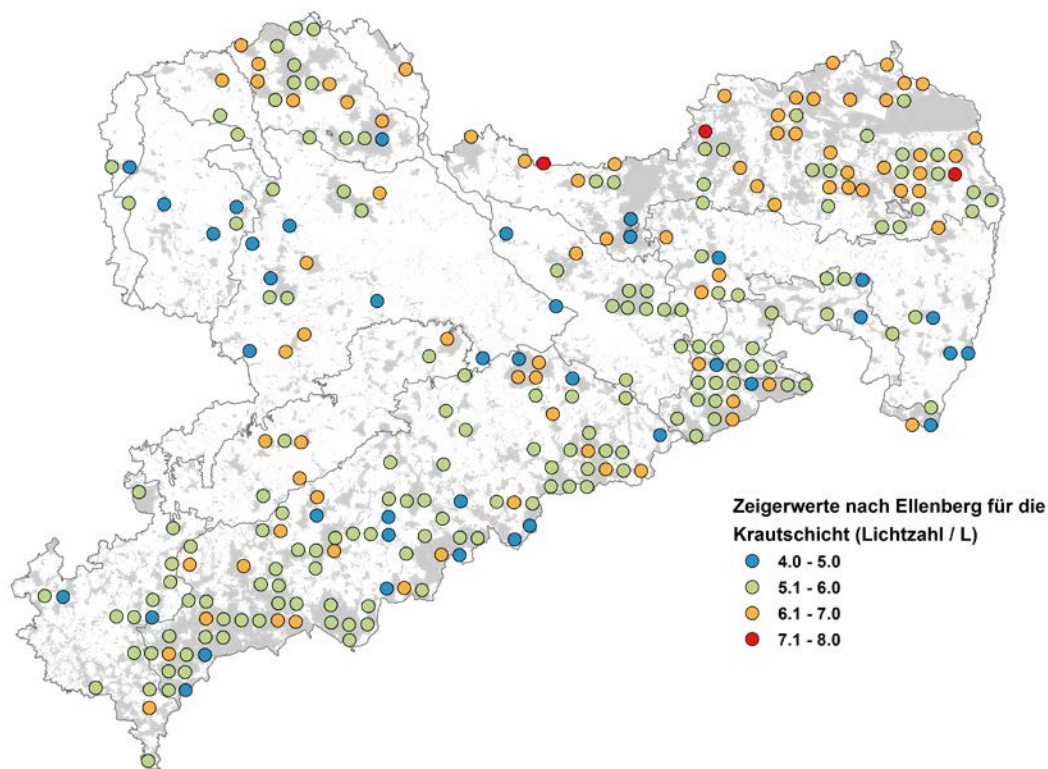 Zeigerwerte nach Ellenberg für die
Krautschicht (Lichtzahl / L)
4.0 - 5.0
5.1 - 6.0
6.1 - 7.0
7.1 - 8.0